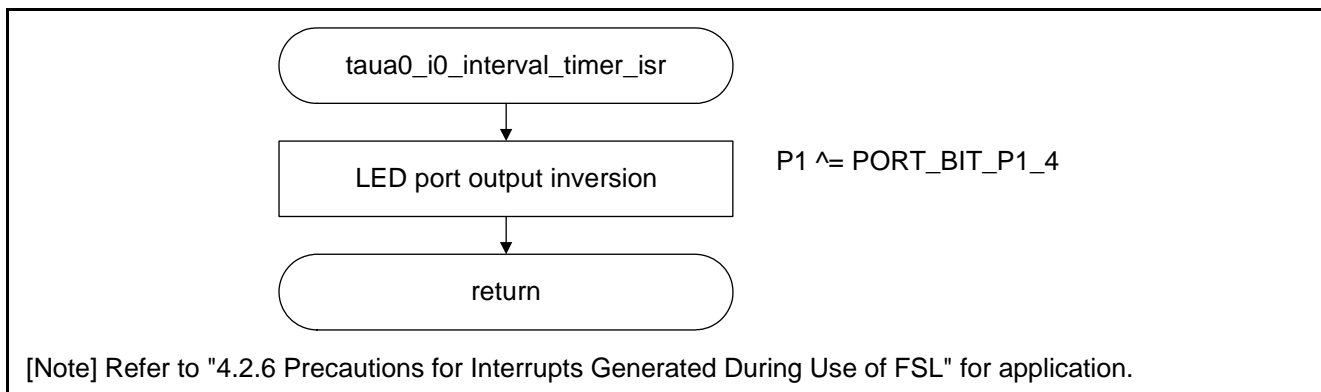 taua0_i0_interval_timer_isr
LED port output inversion
P1 ^= PORT_BIT_P1_4
return
[Note] Refer to "4.2.6 Precautions for Interrupts Generated During Use of FSL" for application.